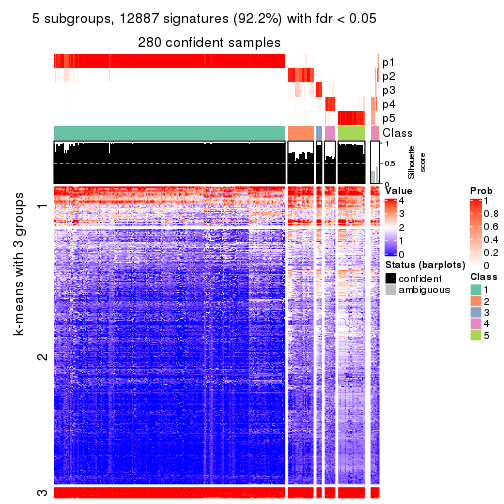 5 subgroups, 12887 signatures (92.2%) with fdr < 0.05
280 confident samples
p1
p2
p3
p4
p5
Class
1
0.5
0
Silhouette
score
k-means with 3 groups
1
2
3
Value
4
3
2
1
0
Status (barplots)
confident
ambiguous
Prob
1
0.8
0.6
0.4
0.2
0
Class
1
2
3
4
5